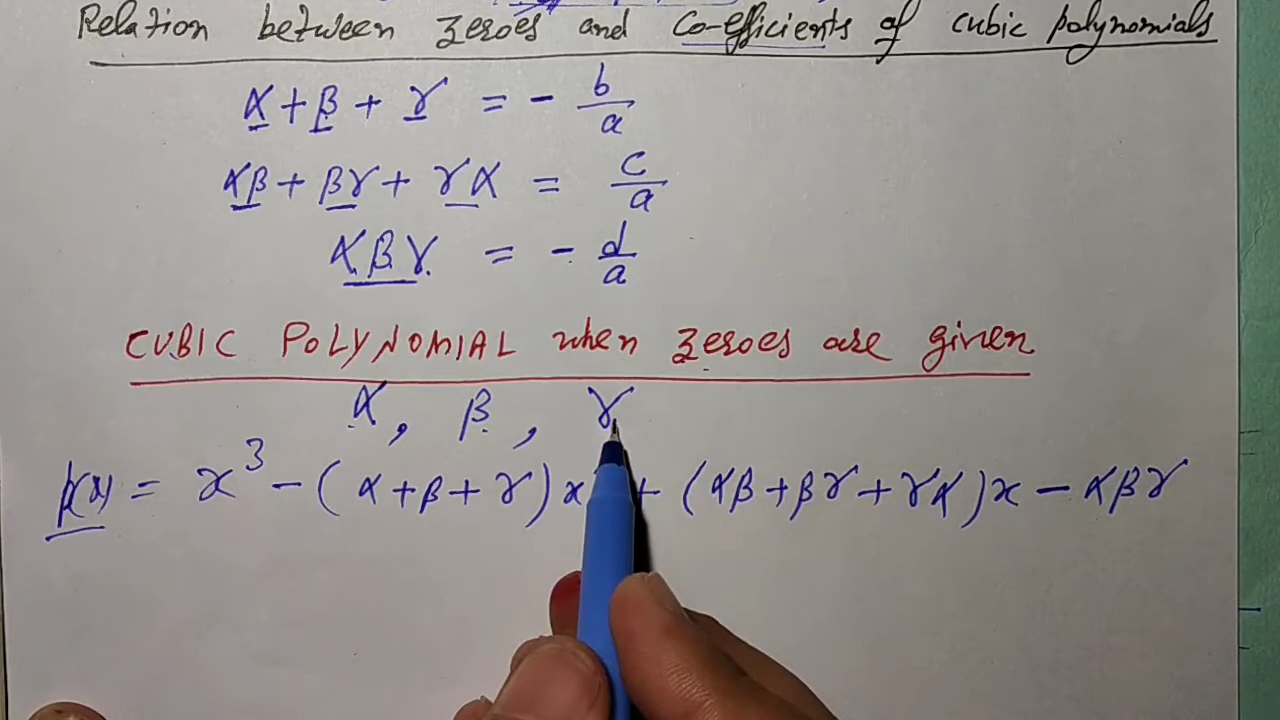 Relation between zeroes and Co-efficients of cubic polynomials
α + β + γ = - b/a
αβ + βγ + γα = c/a
αβγ = - d/a
CUBIC POLYNOMIAL when zeroes are given
α, β, γ
p(x) = x³ - (α + β + γ)x + (αβ + βγ + γα)x - αβγ